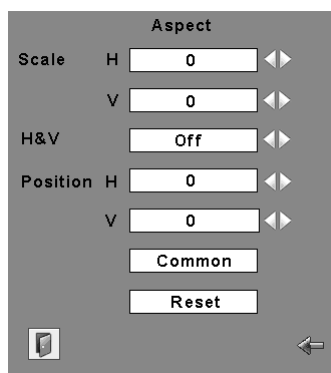 Aspect
Scale H 0
V 0
H&V Off
Position H 0
V 0
Common
Reset